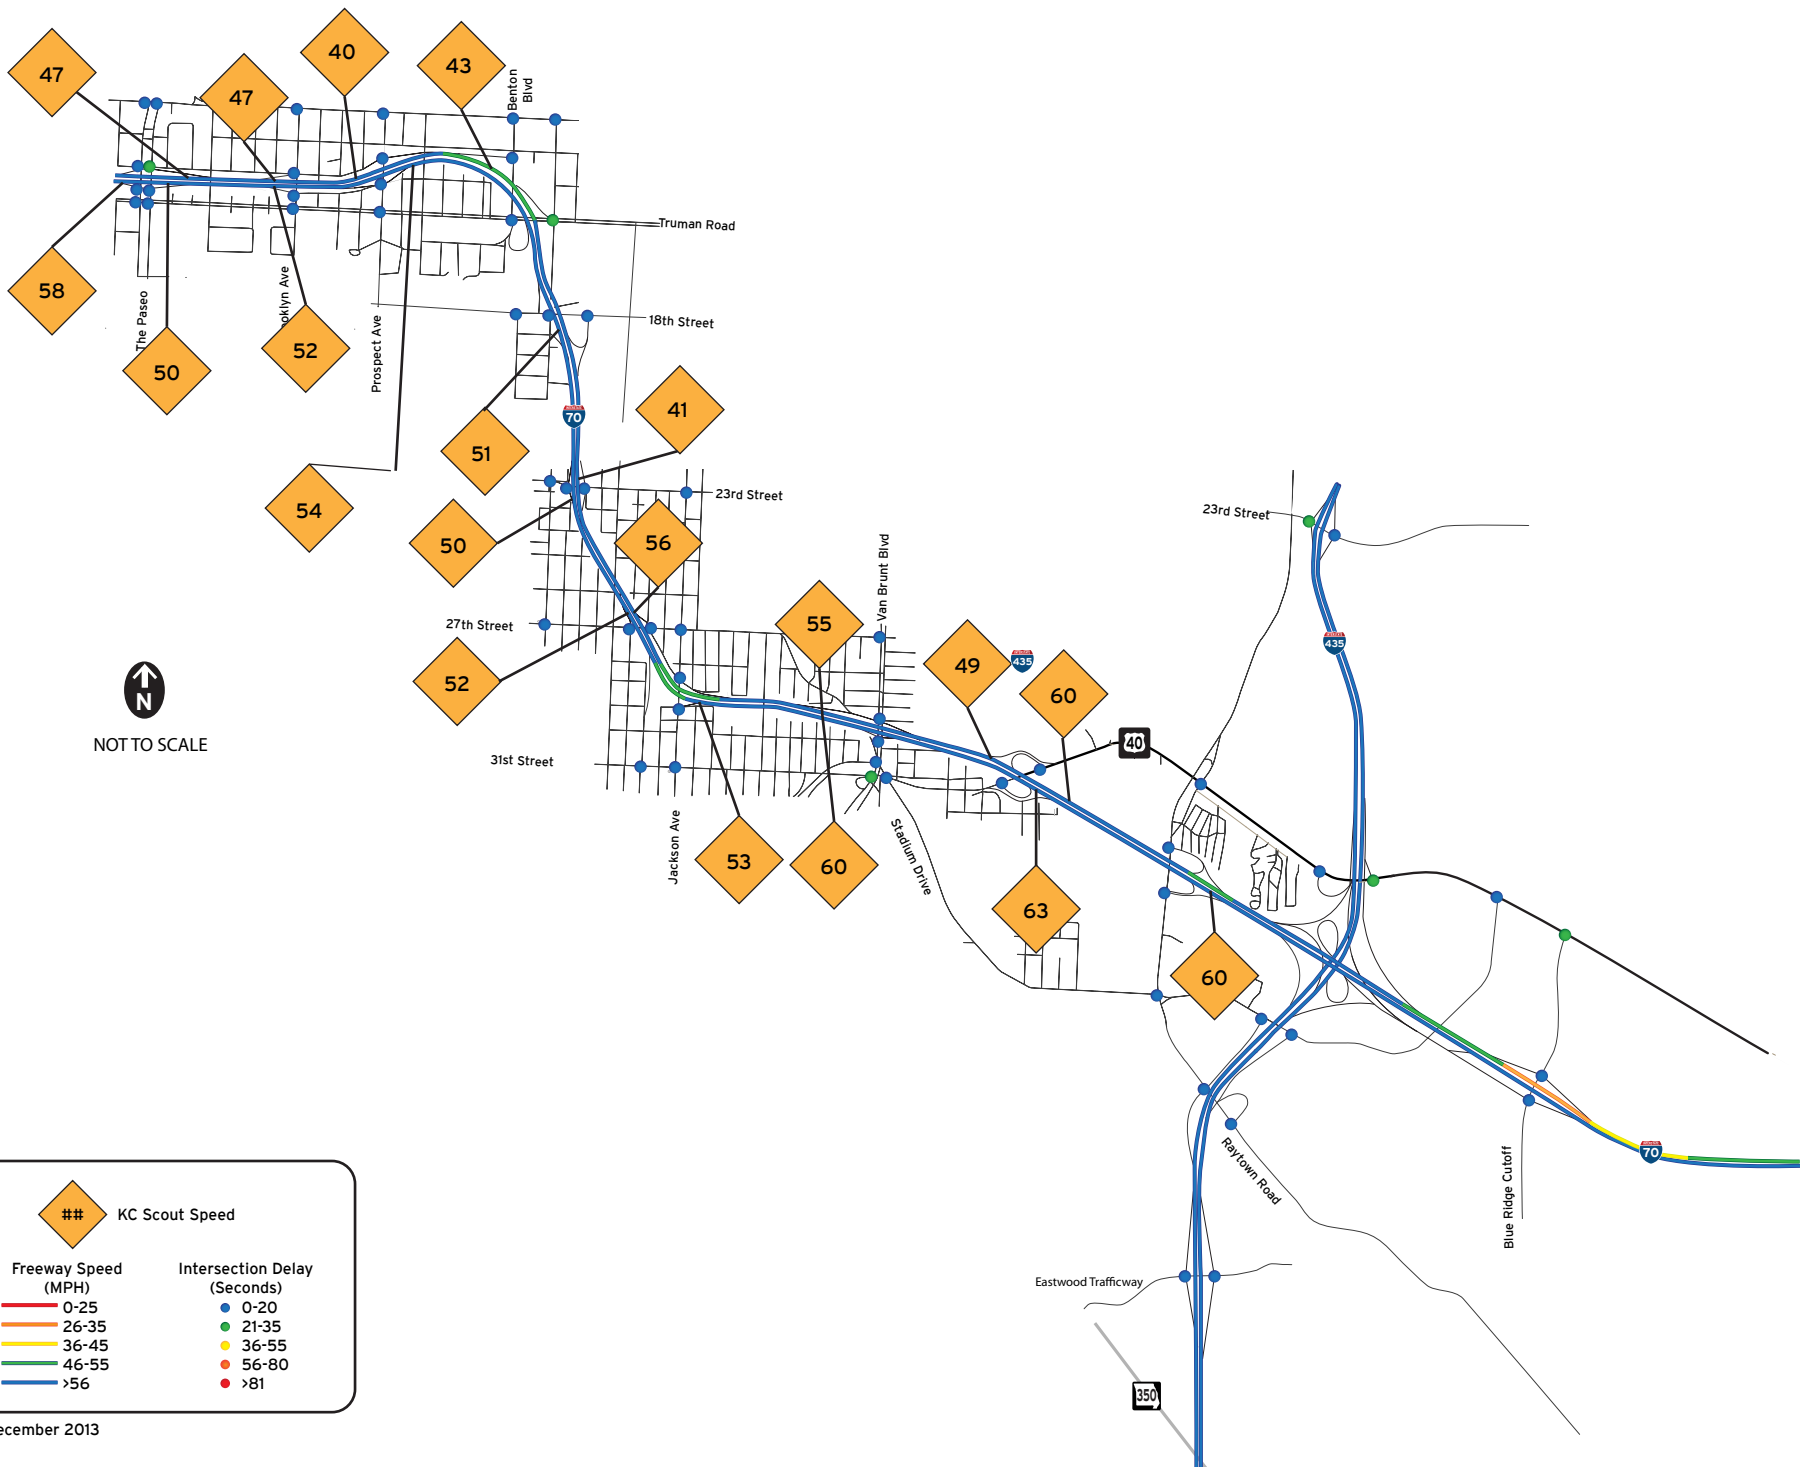 40
43
47
47
Benton
Blvd
Truman Road
58
The Paseo
ooklyn Ave
Prospect Ave
18th Street
50
52
51
70
41
54
50
56
23rd Street
23rd Street
27th Street
52
55
Van Brunt Blvd
49
435
60
435
N
NOT TO SCALE
40
31st Street
Jackson Ave
53
60
Stadium Drive
63
60
Raytown Road
Blue Ridge Cutoff
70
Eastwood Trafficway
350
## KC Scout Speed
Freeway Speed
(MPH)
0-25
26-35
36-45
46-55
>56
Intersection Delay
(Seconds)
0-20
21-35
36-55
56-80
>81
ecember 2013